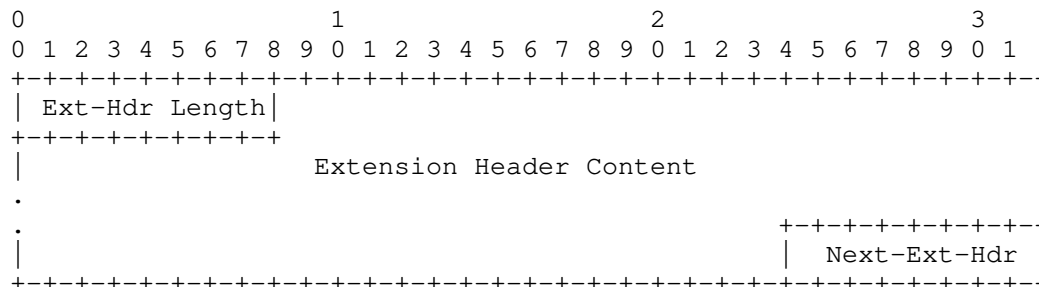 0                   1                   2                   3
0 1 2 3 4 5 6 7 8 9 0 1 2 3 4 5 6 7 8 9 0 1 2 3 4 5 6 7 8 9 0 1
+-+-+-+-+-+-+-+-+-+-+-+-+-+-+-+-+-+-+-+-+-+-+-+-+-+-+-+-+-+-+-+-
| Ext-Hdr Length|
+-+-+-+-+-+-+-+-+
|                  Extension Header Content
.
.                                               +-+-+-+-+-+-+-+-
|                                               |  Next-Ext-Hdr
+-+-+-+-+-+-+-+-+-+-+-+-+-+-+-+-+-+-+-+-+-+-+-+-+-+-+-+-+-+-+-+-